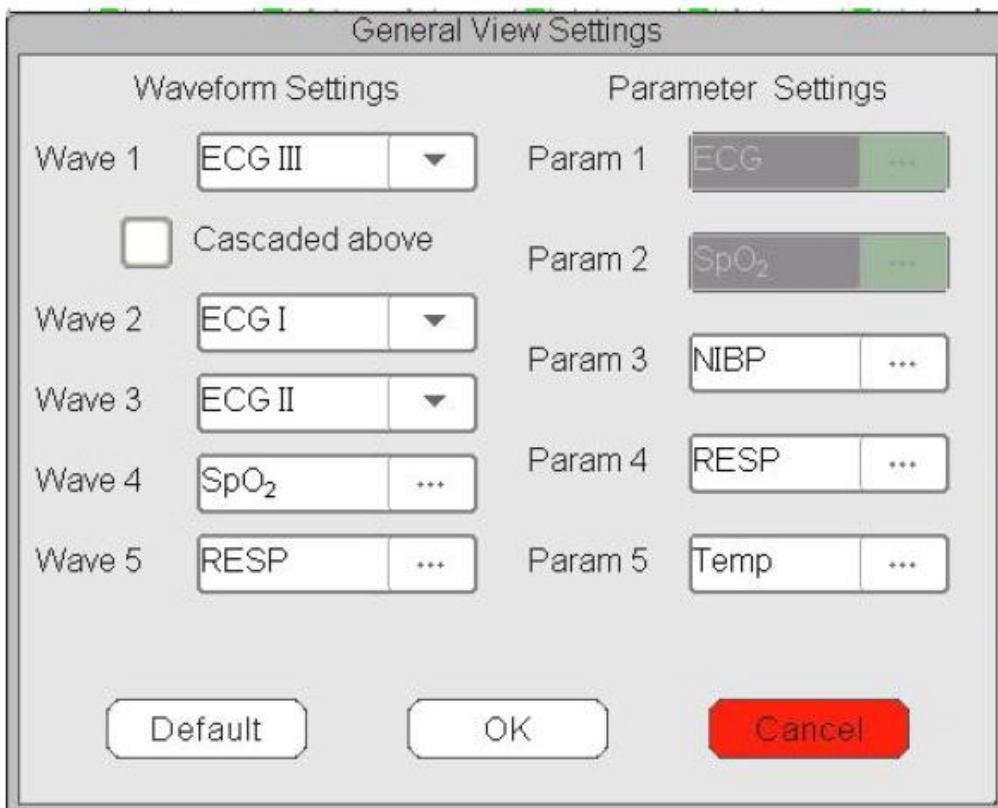 General View Settings
Waveform Settings
Wave 1 ECG III
Cascaded above
Wave 2 ECG I
Wave 3 ECG II
Wave 4 SpO₂ ...
Wave 5 RESP ...
Parameter Settings
Param 1 ECG ...
Param 2 SpO₂ ...
Param 3 NIBP ...
Param 4 RESP ...
Param 5 Temp ...
Default OK Cancel